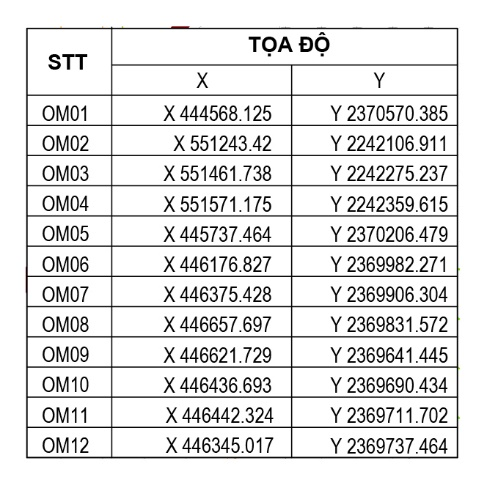 STT TỌA ĐỘ
X Y
OM01 X 444568.125 Y 2370570.385
OM02 X 551243.42 Y 2242106.911
OM03 X 551461.738 Y 2242275.237
OM04 X 551571.175 Y 2242359.615
OM05 X 445737.464 Y 2370206.479
OM06 X 446176.827 Y 2369982.271
OM07 X 446375.428 Y 2369906.304
OM08 X 446657.697 Y 2369831.572
OM09 X 446621.729 Y 2369641.445
OM10 X 446436.693 Y 2369690.434
OM11 X 446442.324 Y 2369711.702
OM12 X 446345.017 Y 2369737.464